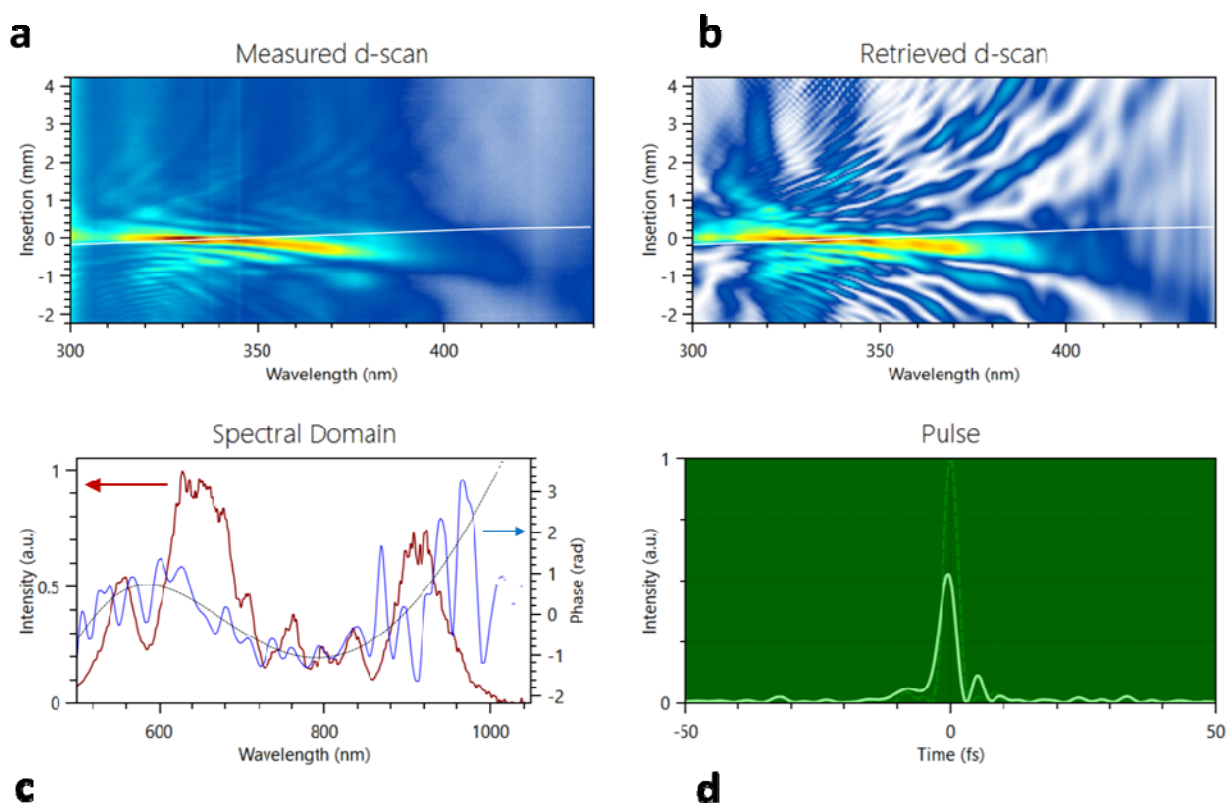 a
Measured d-scan
Insertion (mm)
4
3
2
1
0
-1
-2
300
350
400
Wavelength (nm)
b
Retrieved d-scan
Insertion (mm)
4
3
2
1
0
-1
-2
300
350
400
Wavelength (nm)
Spectral Domain
Intensity (a.u.)
1
0.5
0
3
2
1
0
-1
-2
Phase (rad)
600
800
1000
Wavelength (nm)
c
Pulse
Intensity (a.u.)
1
0
-50
0
50
Time (fs)
d